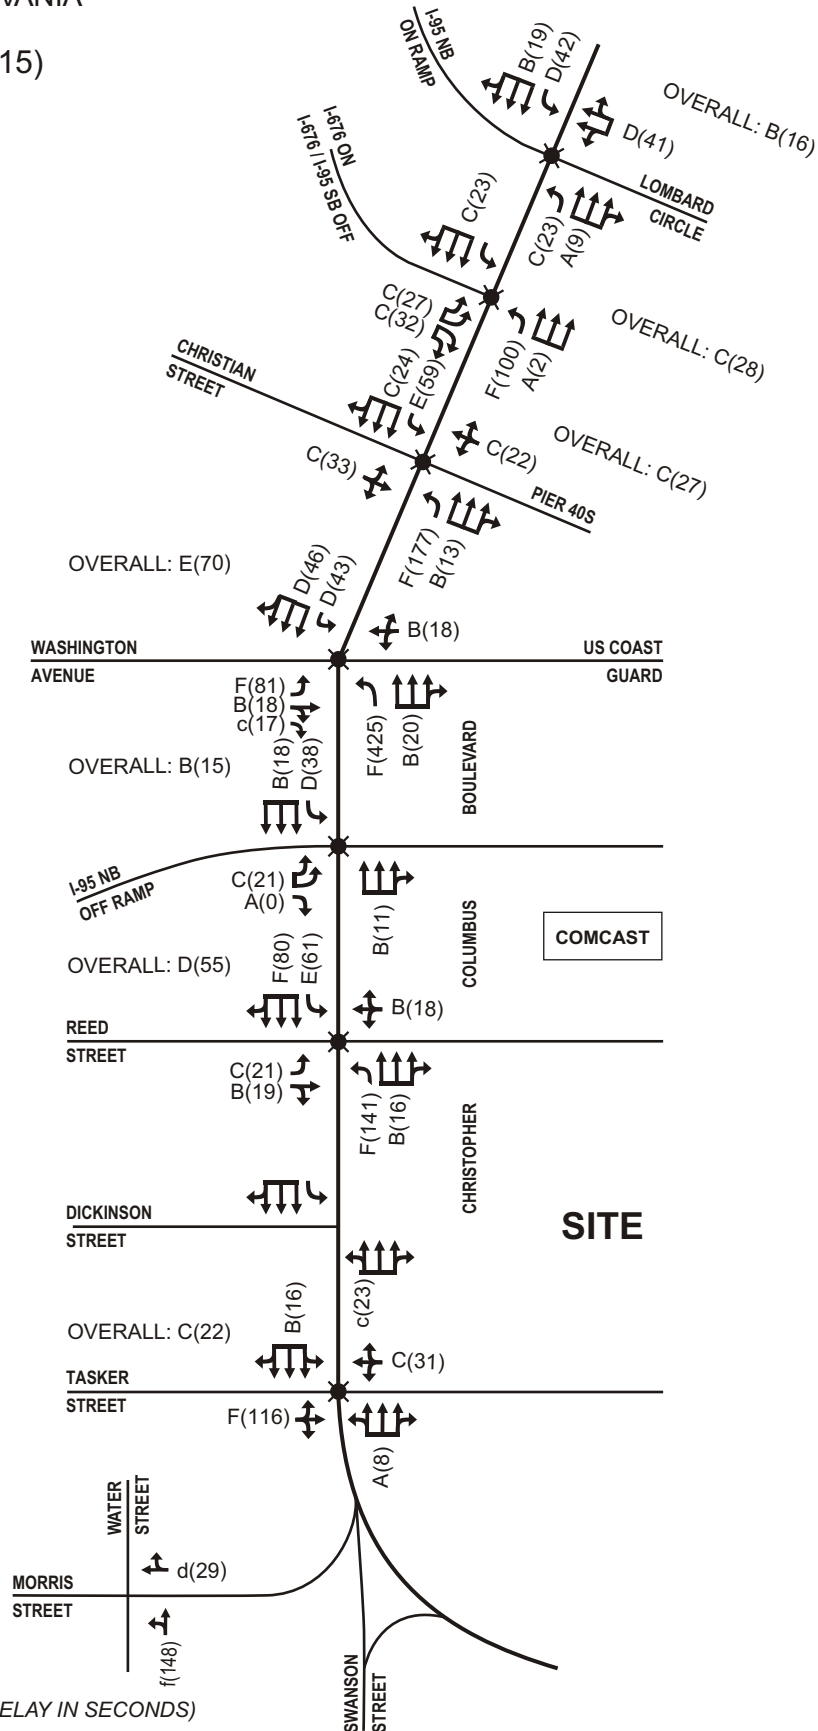 15)
I-95 NB
ON RAMP
B(19)
D(42)
OVERALL: B(16)
D(41)
I-676 ON
I-676 / I-95 SB OFF
LOMBARD
CIRCLE
C(23)
C(23)
A(9)
C(27)
C(32)
F(100)
A(2)
OVERALL: C(28)
CHRISTIAN
STREET
C(24)
E(59)
C(33)
C(22)
OVERALL: C(27)
PIER 40S
F(177)
B(13)
OVERALL: E(70)
D(46)
D(43)
B(18)
WASHINGTON
AVENUE
US COAST
GUARD
F(81)
B(18)
c(17)
F(425)
B(20)
BOULEVARD
OVERALL: B(15)
B(18)
D(38)
I-95 NB
OFF RAMP
C(21)
A(0)
B(11)
COLUMBUS
COMCAST
OVERALL: D(55)
F(80)
E(61)
B(18)
REED
STREET
C(21)
B(19)
F(141)
B(16)
CHRISTOPHER
DICKINSON
STREET
SITE
c(23)
OVERALL: C(22)
B(16)
C(31)
TASKER
STREET
F(116)
A(8)
WATER
STREET
d(29)
MORRIS
STREET
f(148)
SWANSON
STREET
ELAY IN SECONDS)